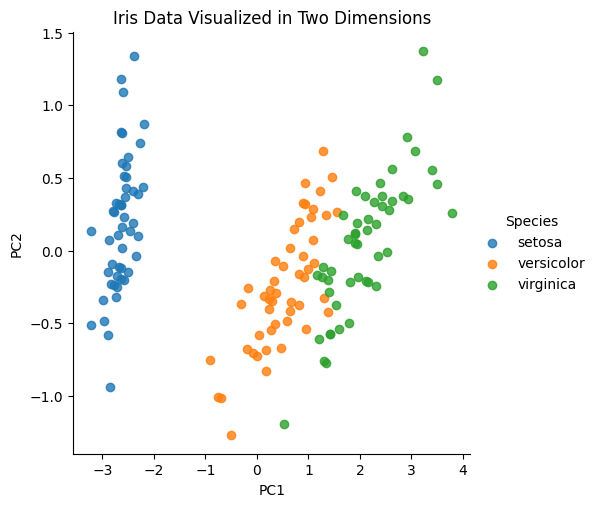 Iris Data Visualized in Two Dimensions
1.5
1.0
0.5
0.0
−0.5
−1.0
PC2
−3
−2
−1
0
1
2
3
4
PC1
Species
setosa
versicolor
virginica